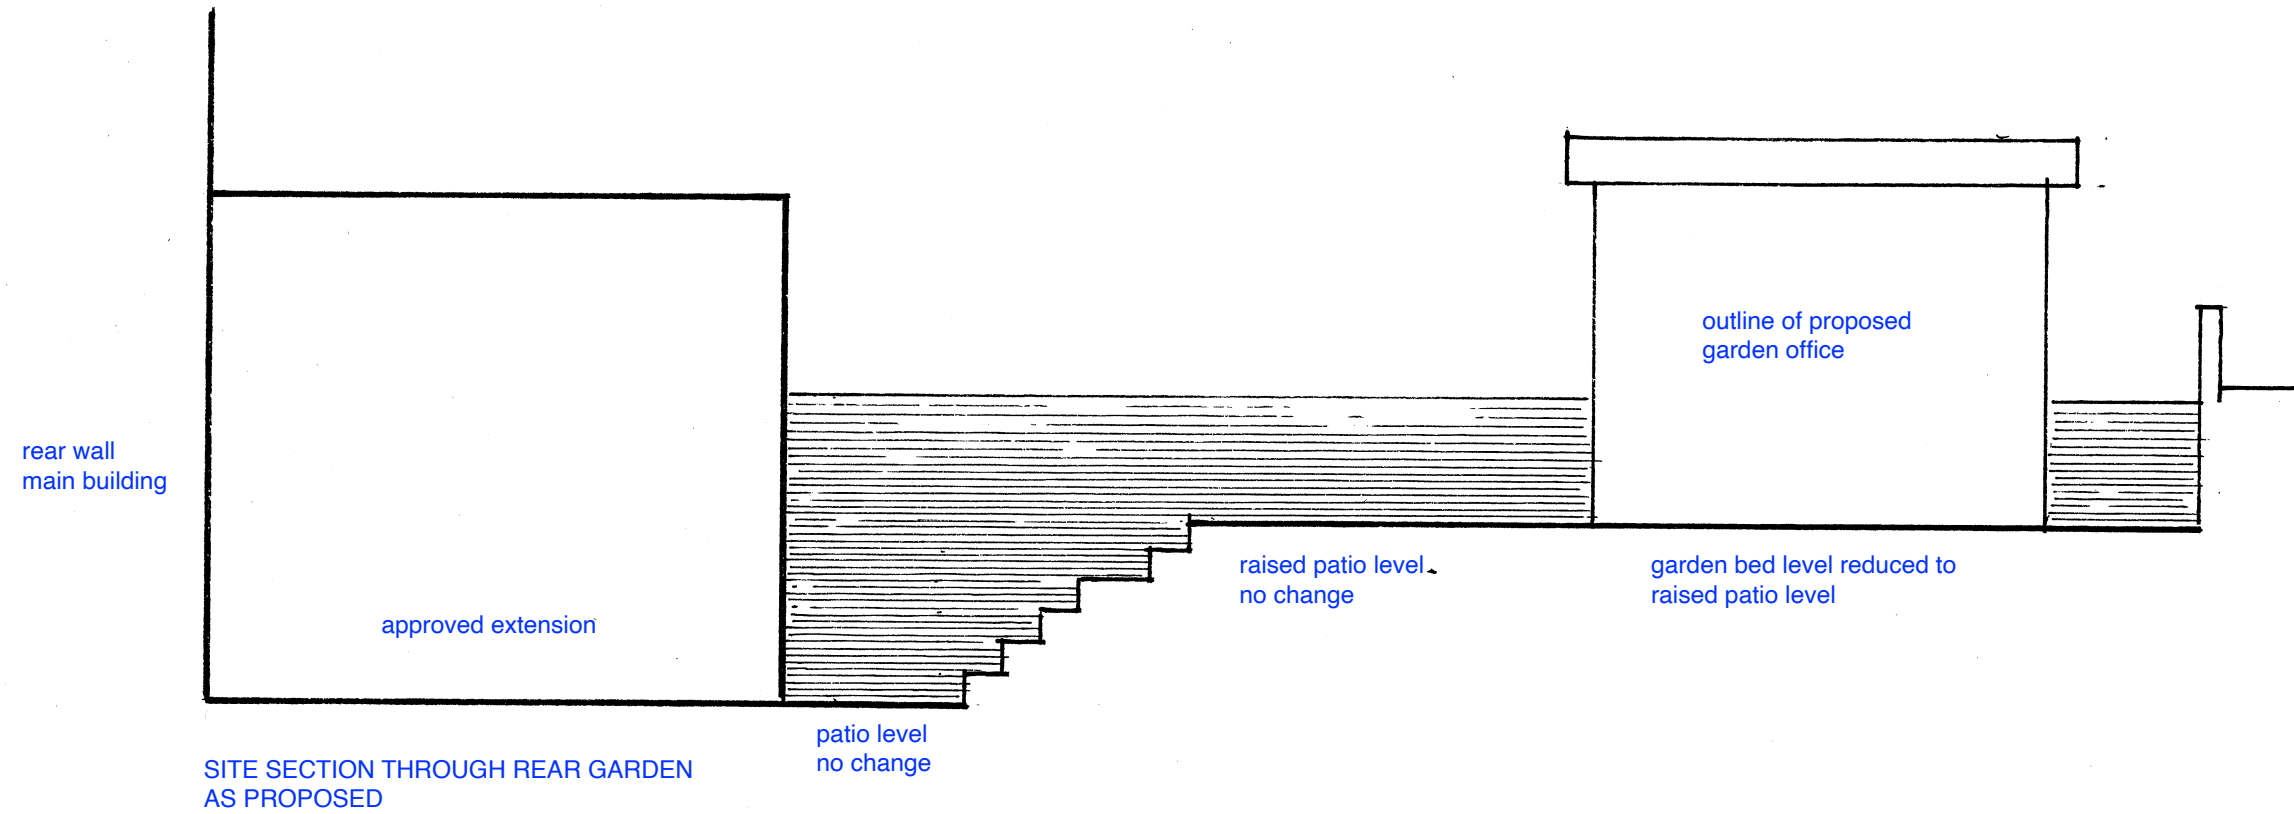 outline of proposed
garden office
rear wall
main building
raised patio level
no change
garden bed level reduced to
raised patio level
approved extension
patio level
no change
SITE SECTION THROUGH REAR GARDEN
AS PROPOSED